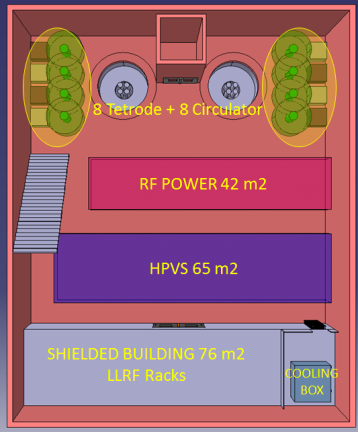 8 Tetrode + 8 Circulator
RF POWER 42 m2
HPVS 65 m2
SHIELDED BUILDING 76 m2
LLRF Racks
COOLING
BOX